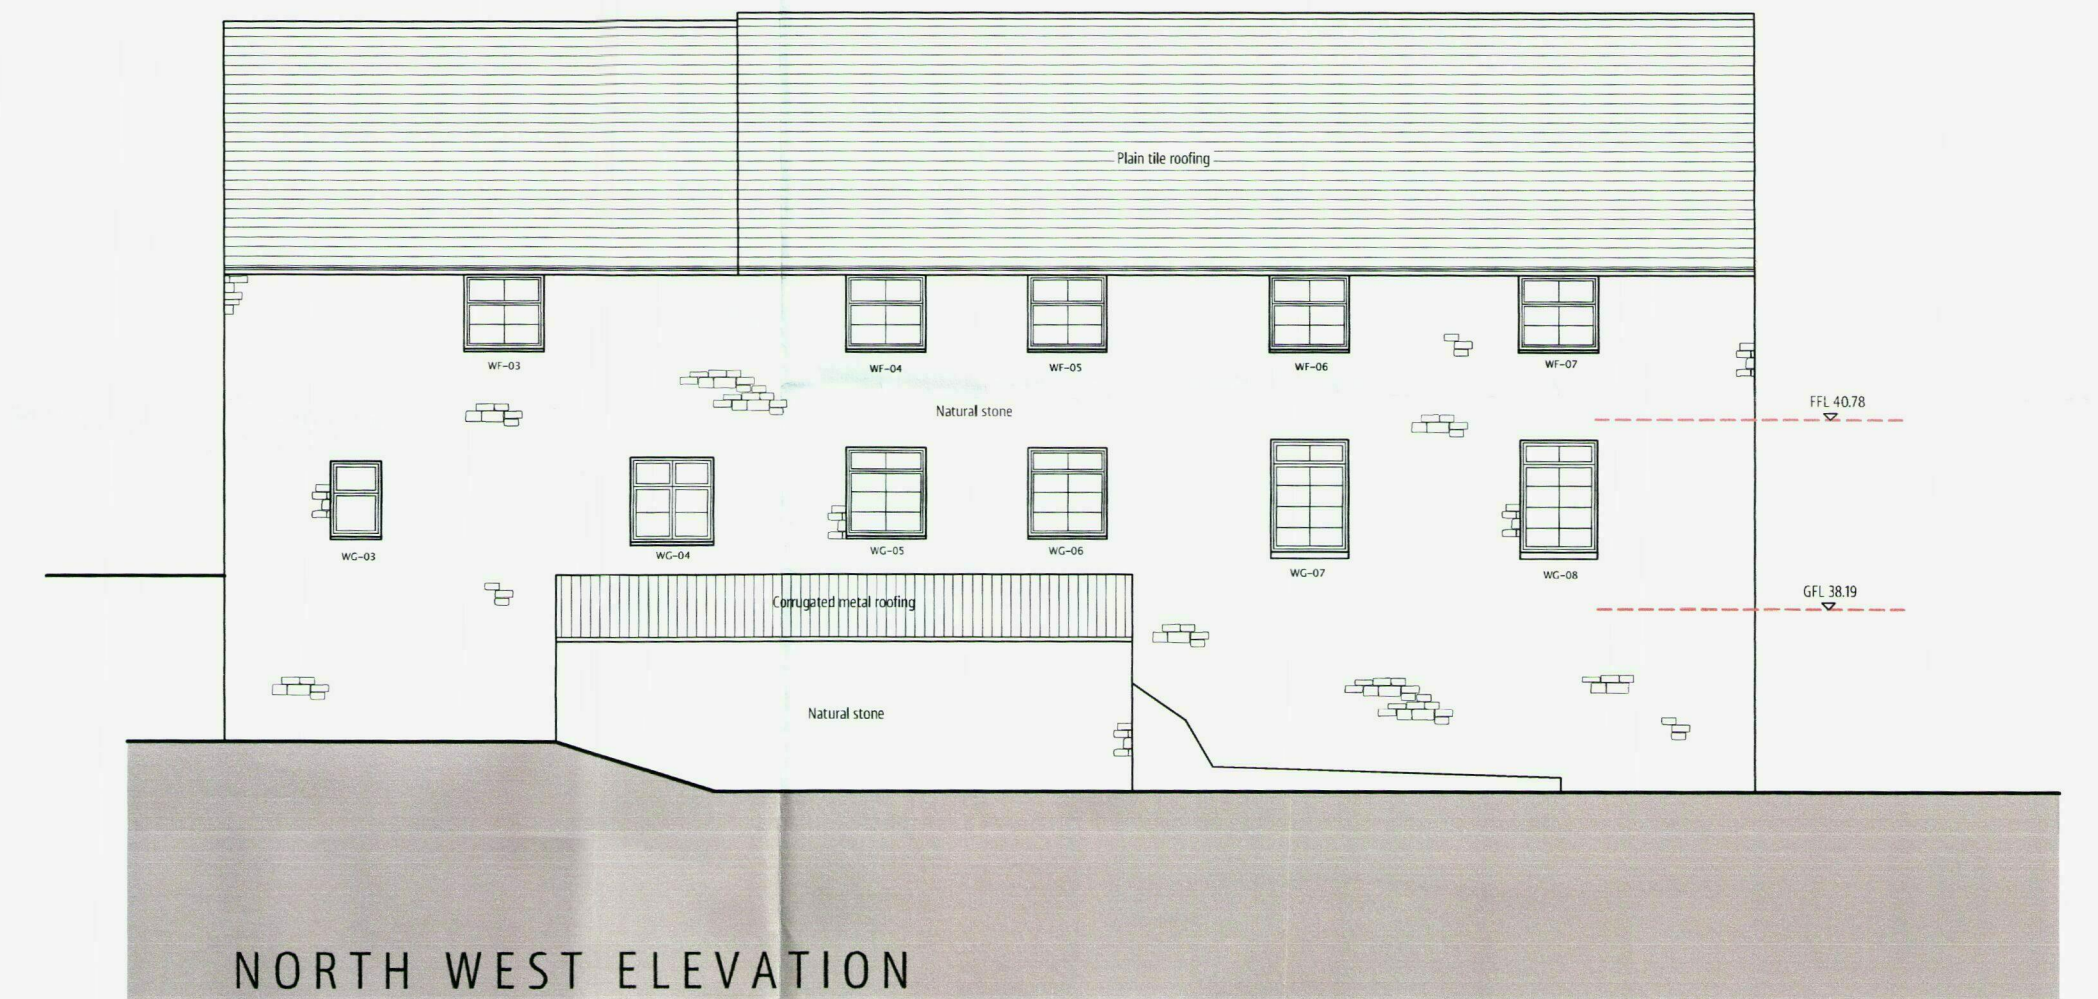 Plain tile roofing
WF-03
WF-04
WF-05
WF-06
WF-07
FFL 40.78
Natural stone
WG-03
WG-04
WG-05
WG-06
WG-07
WG-08
GFL 38.19
Corrugated metal roofing
Natural stone
NORTH WEST ELEVATION